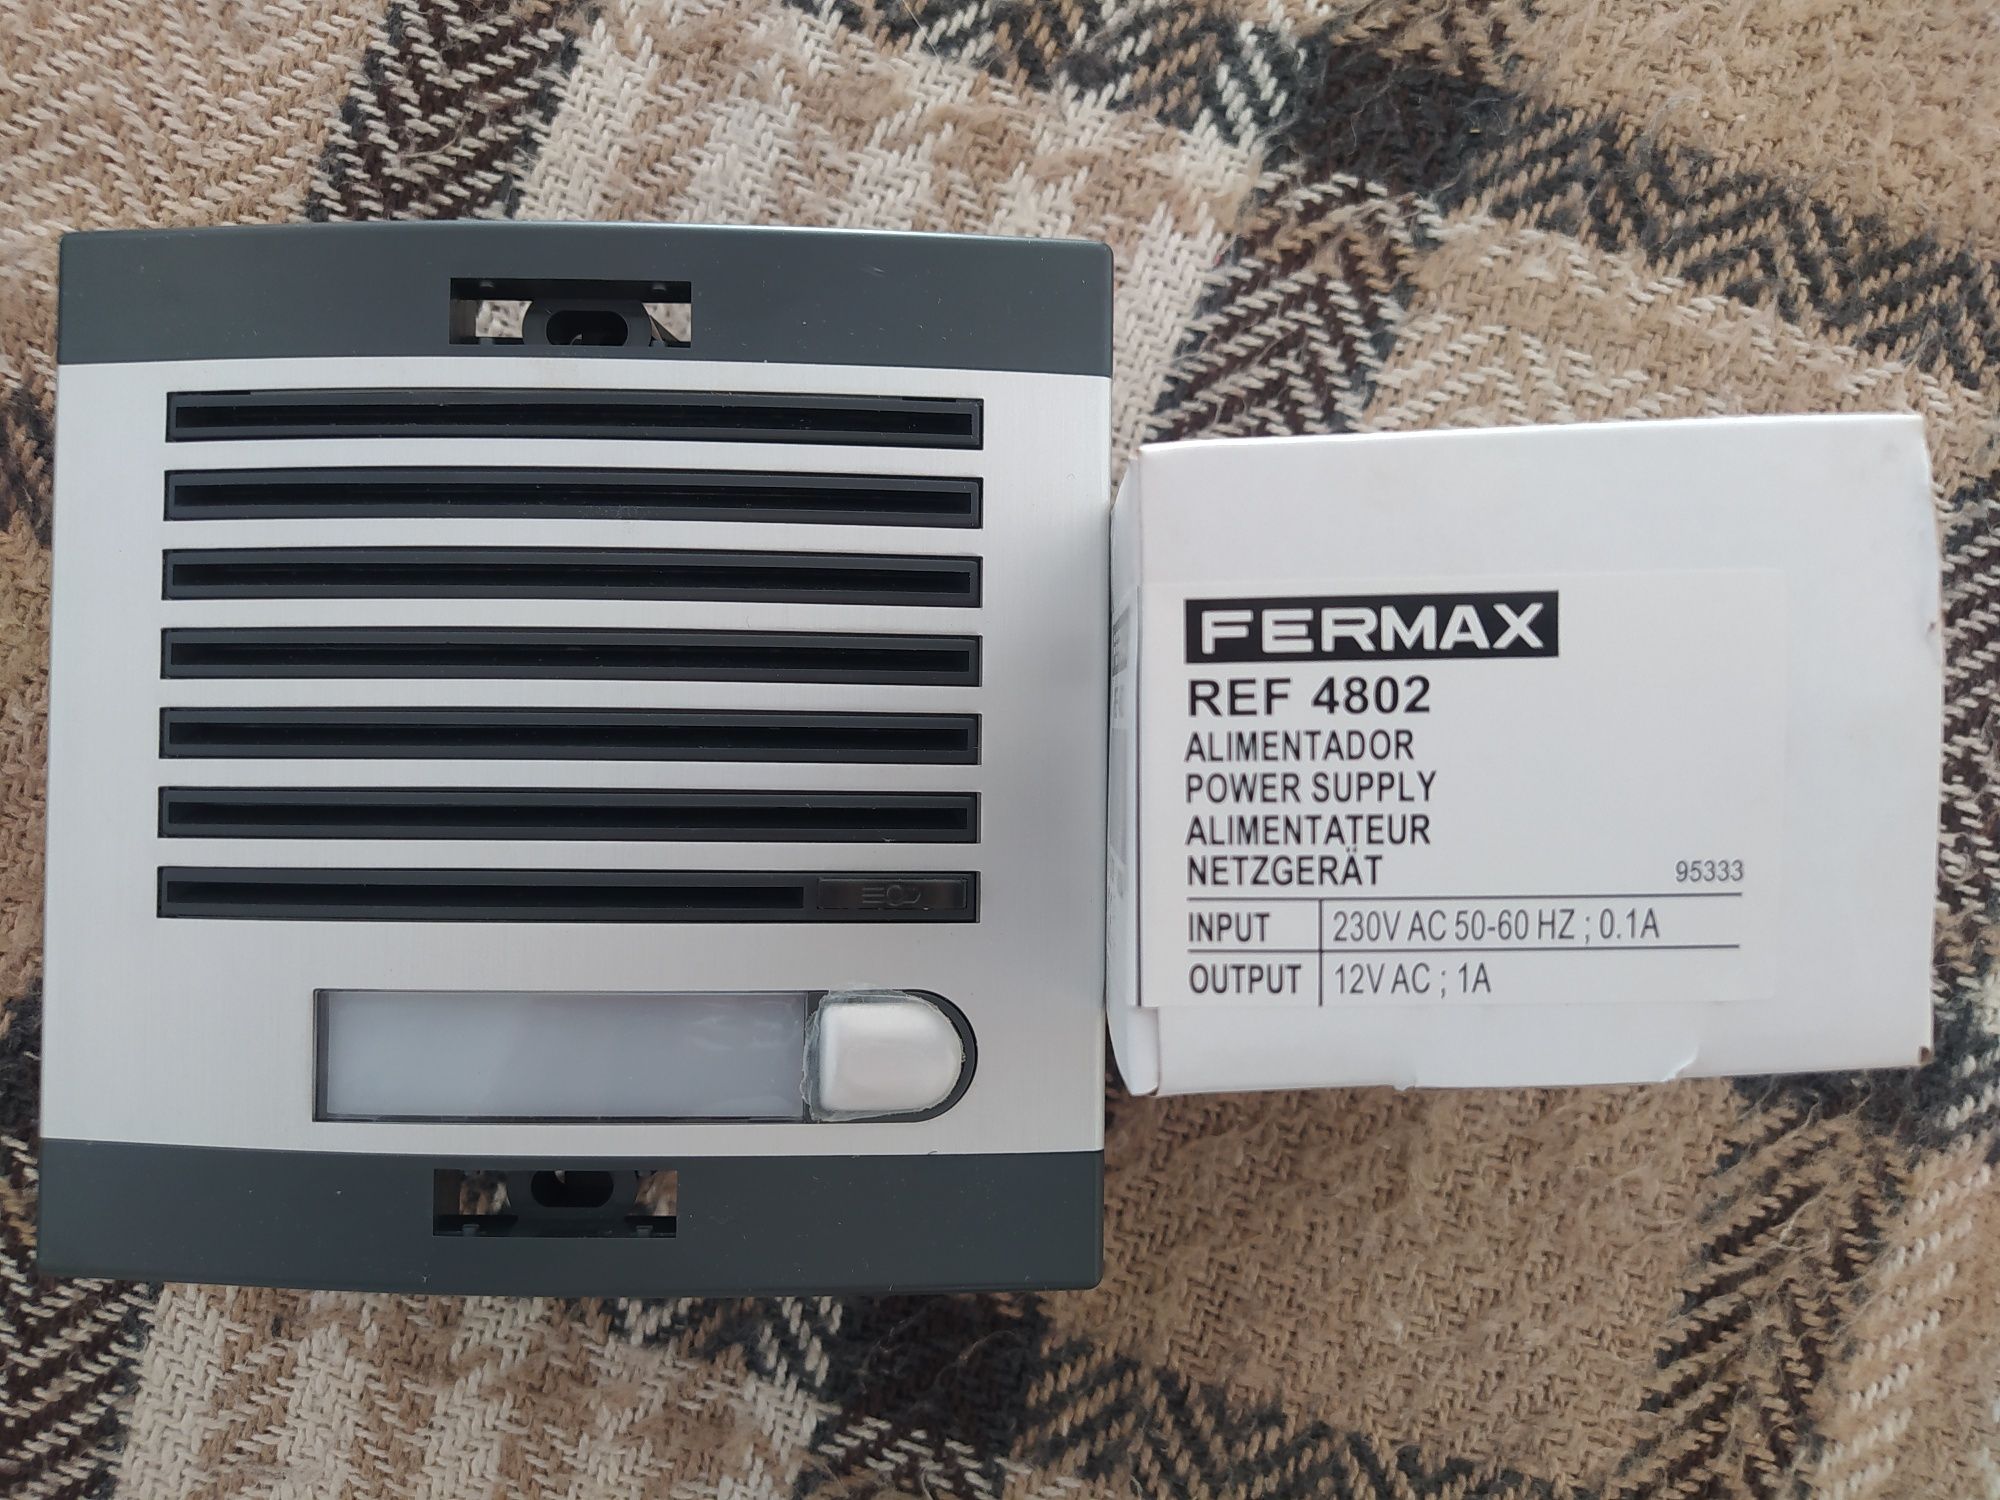 FERMAX
REF 4802
ALIMENTADOR
POWER SUPPLY
ALIMENTATEUR
NETZGERÄT 95333
INPUT 230V AC 50-60 HZ ; 0.1A
OUTPUT 12V AC ; 1A